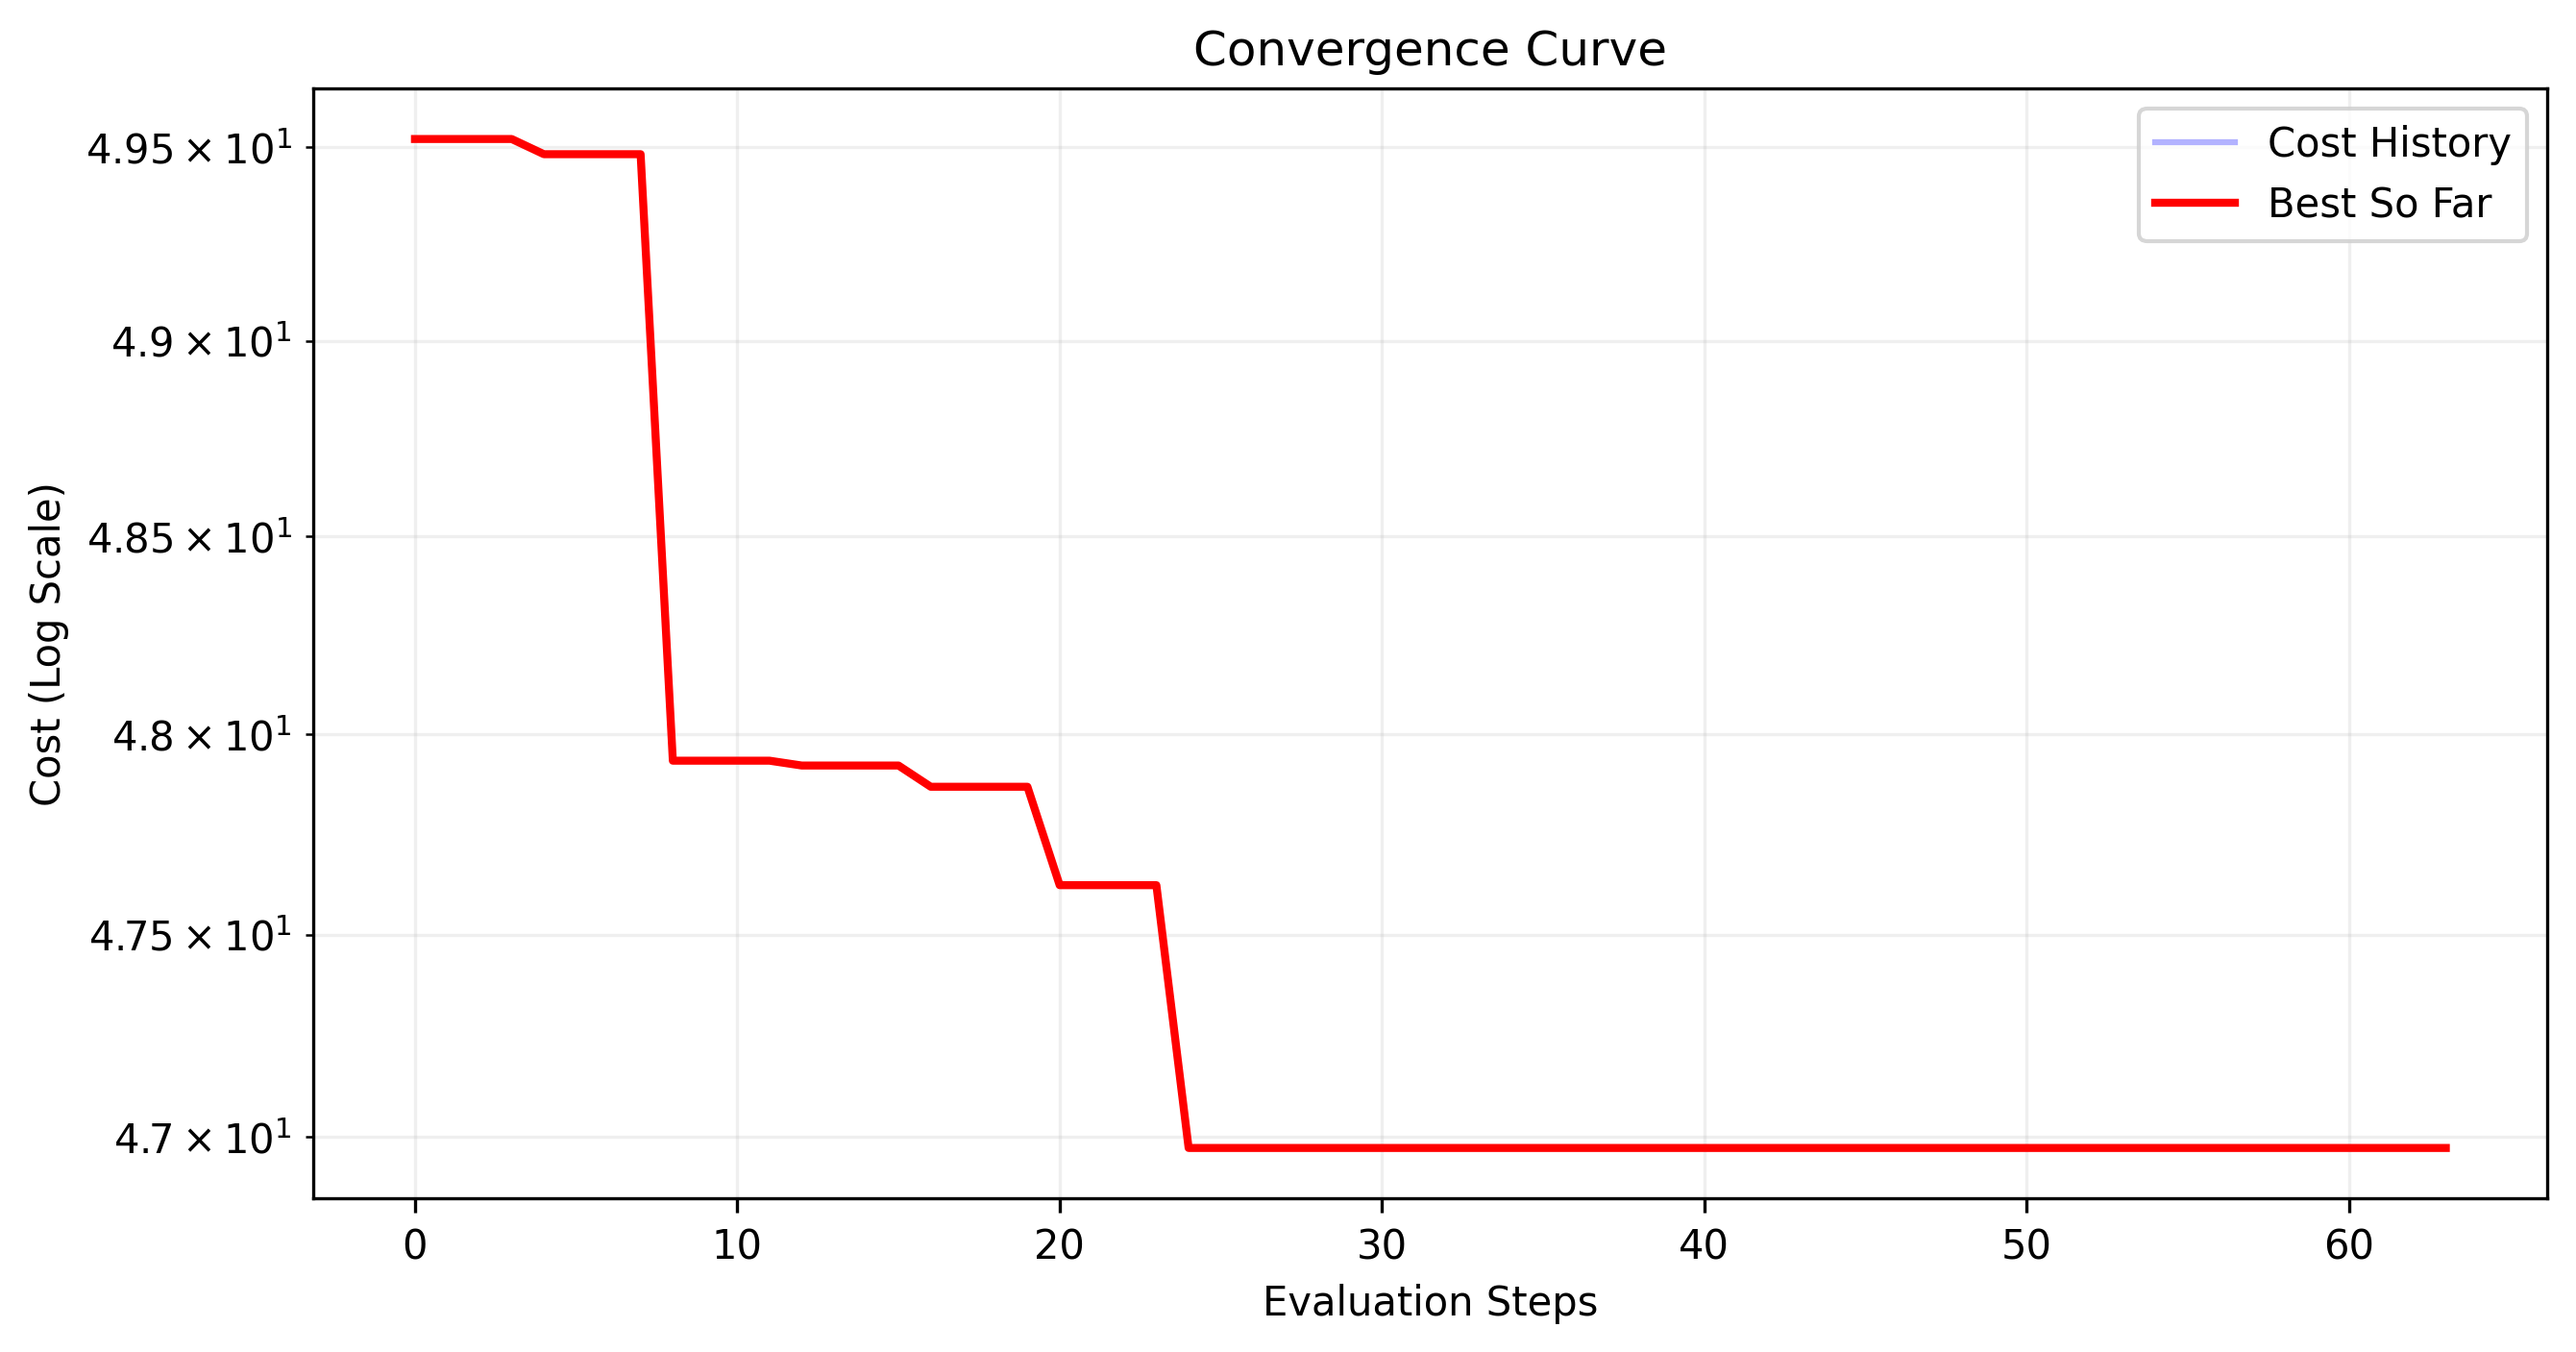 Convergence Curve
Cost History
Best So Far
4.95 × 10¹
4.9 × 10¹
4.85 × 10¹
4.8 × 10¹
4.75 × 10¹
4.7 × 10¹
Cost (Log Scale)
0 10 20 30 40 50 60
Evaluation Steps